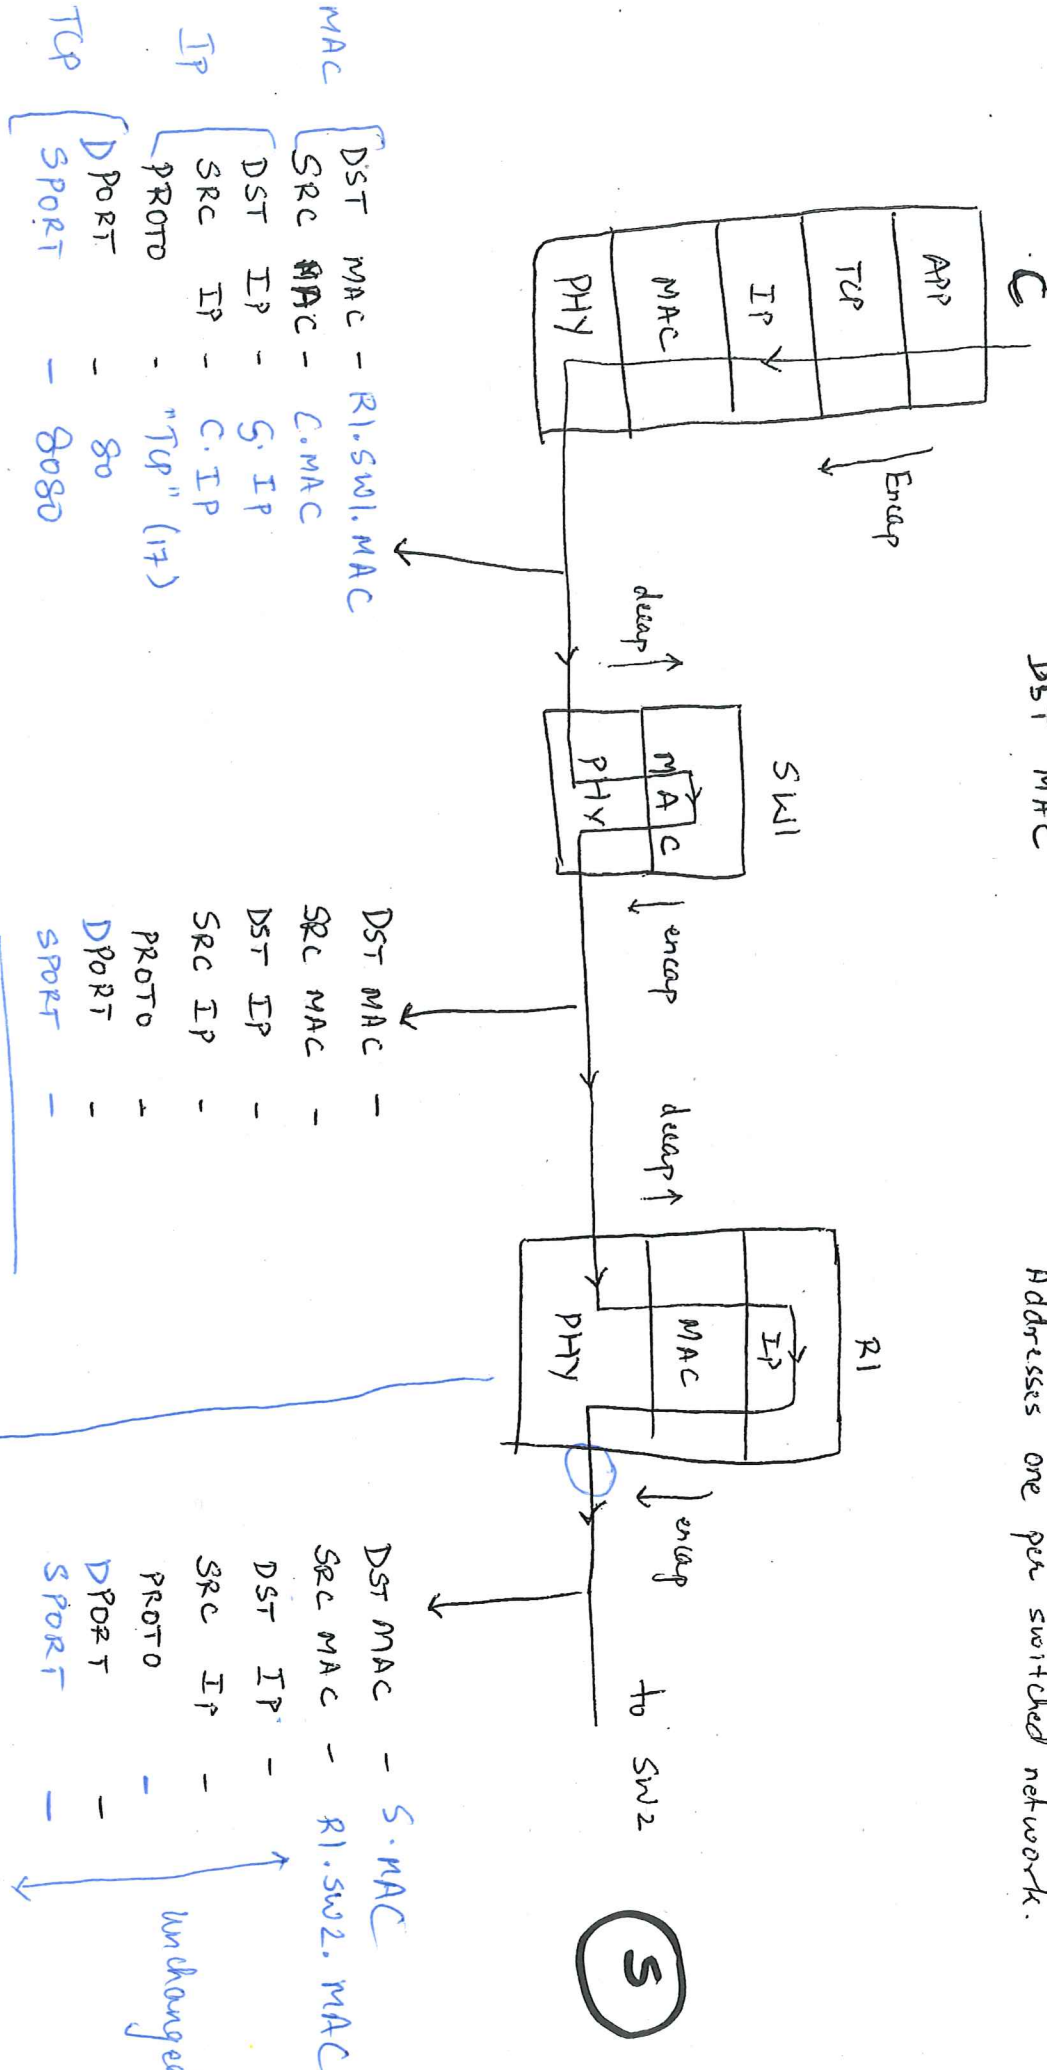 DST MAC
Addresses one per switched network.
C
APP
TCP
IP
MAC
PHY
Encap
decap
SW1
MAC
PHY
encap
decap
R1
IP
MAC
PHY
encap
to SW2
5
MAC
DST MAC - R1.SW1.MAC
SRC MAC - C.MAC
IP
DST IP - S.IP
SRC IP - C.IP
PROTO - "TCP" (17)
TCP
DPORT - 80
SPORT - 8080
DST MAC -
SRC MAC -
DST IP -
SRC IP -
PROTO -
DPORT -
SPORT -
DST MAC - S.MAC
SRC MAC - R1.SW2.MAC
DST IP -
SRC IP -
PROTO -
DPORT -
SPORT -